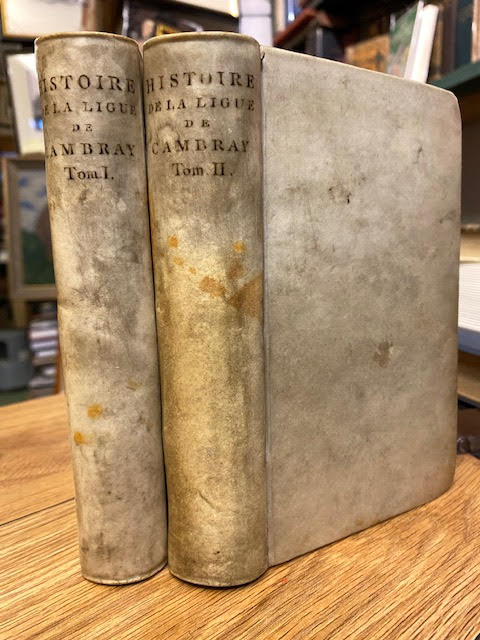 HISTOIRE
DE LA LIGUE
DE
CAMBRAY
Tom I.
HISTOIRE
DE LA LIGUE
DE
CAMBRAY
Tom. II.